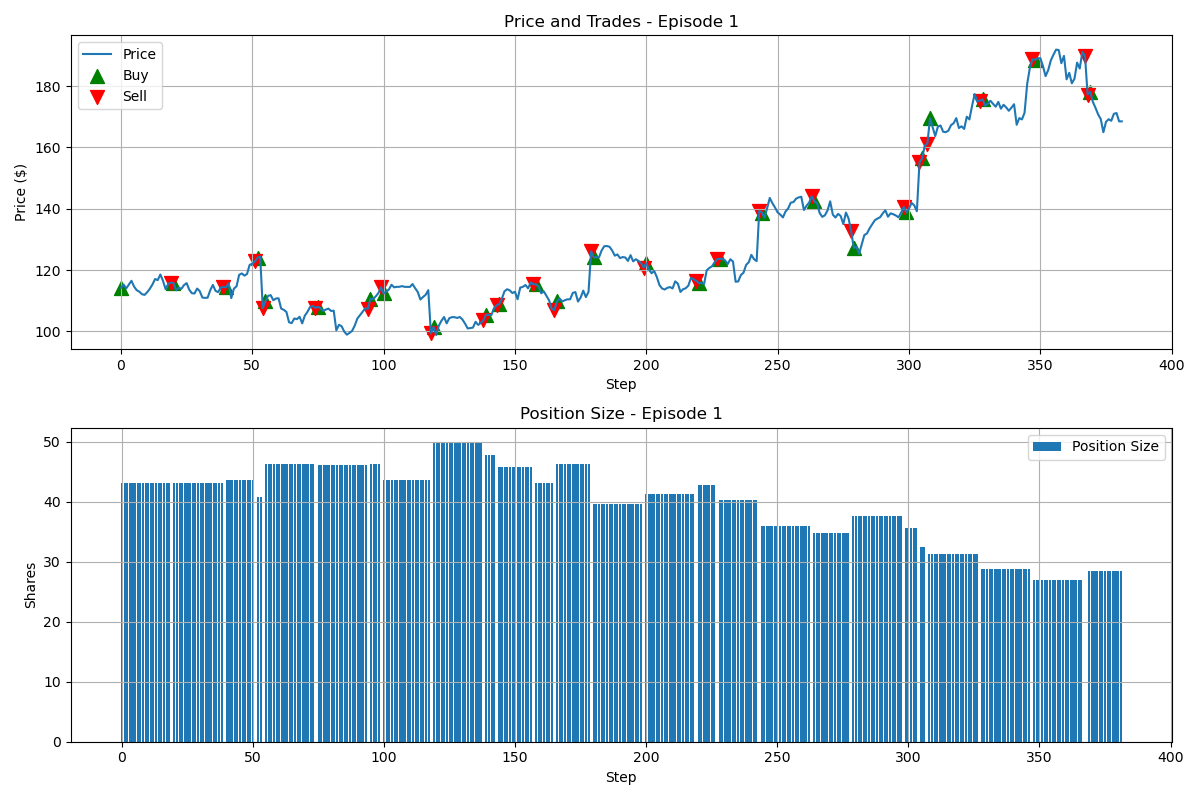 Price and Trades - Episode 1
Price
Buy
Sell
Price ($)
180
160
140
120
100
0 50 100 150 200 250 300 350 400
Step
Position Size - Episode 1
Position Size
Shares
50
40
30
20
10
0
0 50 100 150 200 250 300 350 400
Step